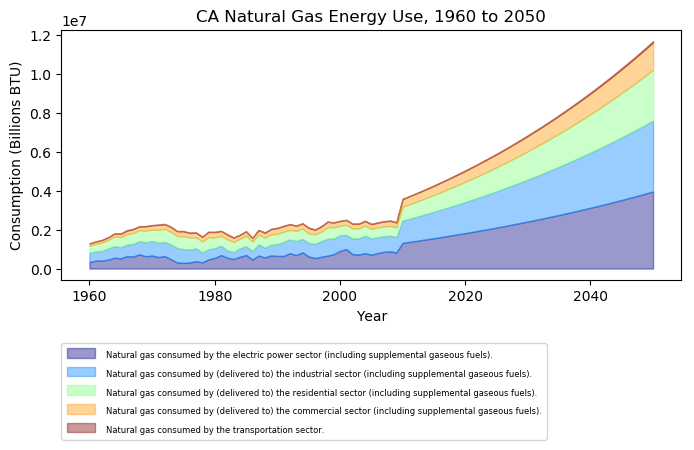 CA Natural Gas Energy Use, 1960 to 2050
1e7
1.2
1.0
0.8
0.6
0.4
0.2
0.0
Consumption (Billions BTU)
1960
1980
2000
2020
2040
Year
Natural gas consumed by the electric power sector (including supplemental gaseous fuels).
Natural gas consumed by (delivered to) the industrial sector (including supplemental gaseous fuels).
Natural gas consumed by (delivered to) the residential sector (including supplemental gaseous fuels).
Natural gas consumed by (delivered to) the commercial sector (including supplemental gaseous fuels).
Natural gas consumed by the transportation sector.